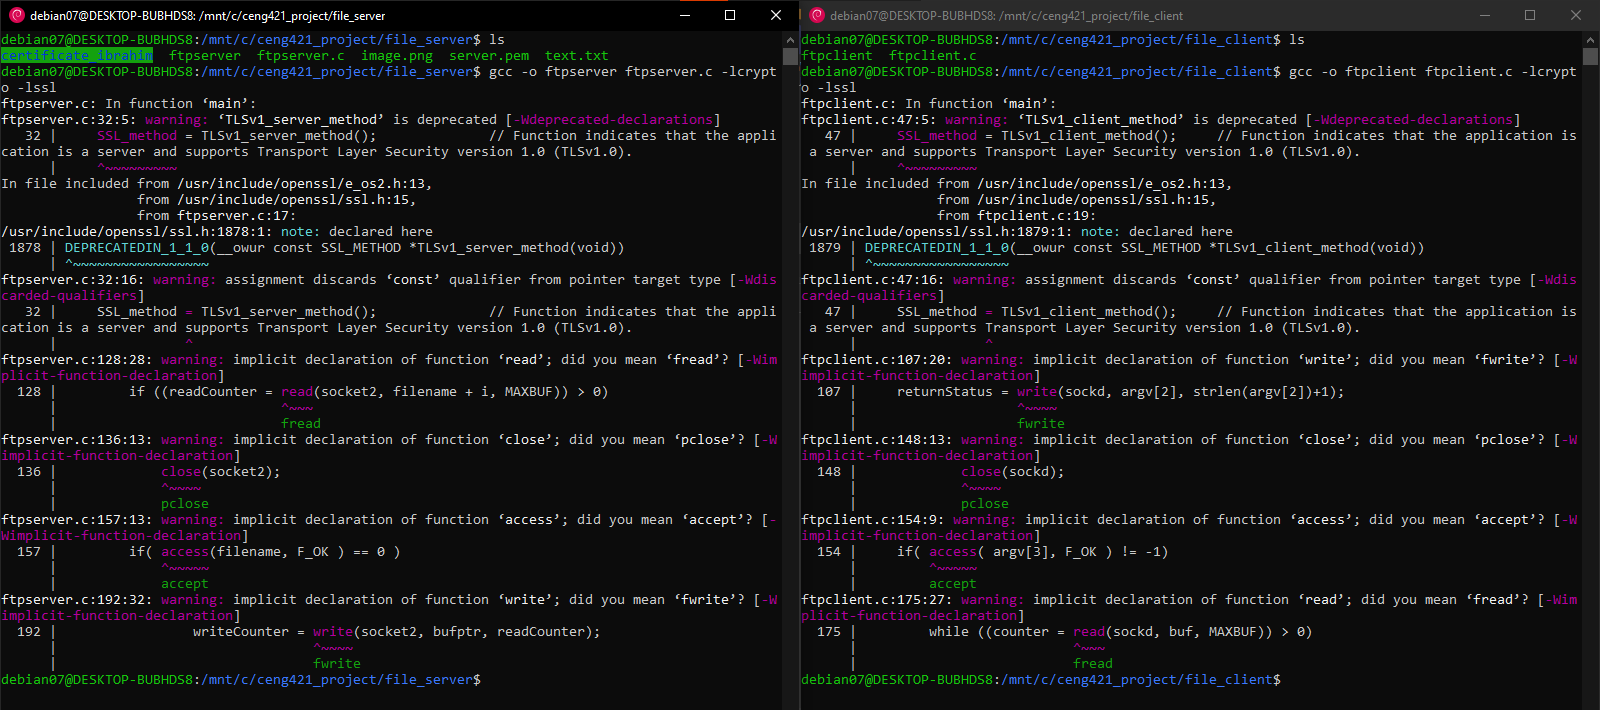 debian07@DESKTOP-BUBHDS8: /mnt/c/ceng421_project/file_server
debian07@DESKTOP-BUBHDS8:/mnt/c/ceng421_project/file_server$ ls
certificate_ibrahim  ftpserver  ftpserver.c  image.png  server.pem  text.txt
debian07@DESKTOP-BUBHDS8:/mnt/c/ceng421_project/file_server$ gcc -o ftpserver ftpserver.c -lcrypt
o -lssl
ftpserver.c: In function ‘main’:
ftpserver.c:32:5: warning: ‘TLSv1_server_method’ is deprecated [-Wdeprecated-declarations]
   32 |     SSL_method = TLSv1_server_method();              // Function indicates that the appli
cation is a server and supports Transport Layer Security version 1.0 (TLSv1.0).
      |     ^~~~~~~~~~
In file included from /usr/include/openssl/e_os2.h:13,
                 from /usr/include/openssl/ssl.h:15,
                 from ftpserver.c:17:
/usr/include/openssl/ssl.h:1878:1: note: declared here
 1878 | DEPRECATEDIN_1_1_0(__owur const SSL_METHOD *TLSv1_server_method(void))
      | ^~~~~~~~~~~~~~~~~~
ftpserver.c:32:16: warning: assignment discards ‘const’ qualifier from pointer target type [-Wdis
carded-qualifiers]
   32 |     SSL_method = TLSv1_server_method();              // Function indicates that the appli
cation is a server and supports Transport Layer Security version 1.0 (TLSv1.0).
      |                ^
ftpserver.c:128:28: warning: implicit declaration of function ‘read’; did you mean ‘fread’? [-Wim
plicit-function-declaration]
  128 |         if ((readCounter = read(socket2, filename + i, MAXBUF)) > 0)
      |                            ^~~~
      |                            fread
ftpserver.c:136:13: warning: implicit declaration of function ‘close’; did you mean ‘pclose’? [-W
implicit-function-declaration]
  136 |             close(socket2);
      |             ^~~~~
      |             pclose
ftpserver.c:157:13: warning: implicit declaration of function ‘access’; did you mean ‘accept’? [-
Wimplicit-function-declaration]
  157 |         if( access(filename, F_OK ) == 0 )
      |             ^~~~~~
      |             accept
ftpserver.c:192:32: warning: implicit declaration of function ‘write’; did you mean ‘fwrite’? [-W
implicit-function-declaration]
  192 |                 writeCounter = write(socket2, bufptr, readCounter);
      |                                ^~~~~
      |                                fwrite
debian07@DESKTOP-BUBHDS8:/mnt/c/ceng421_project/file_server$
debian07@DESKTOP-BUBHDS8: /mnt/c/ceng421_project/file_client
debian07@DESKTOP-BUBHDS8:/mnt/c/ceng421_project/file_client$ ls
ftpclient  ftpclient.c
debian07@DESKTOP-BUBHDS8:/mnt/c/ceng421_project/file_client$ gcc -o ftpclient ftpclient.c -lcrypt
o -lssl
ftpclient.c: In function ‘main’:
ftpclient.c:47:5: warning: ‘TLSv1_client_method’ is deprecated [-Wdeprecated-declarations]
   47 |     SSL_method = TLSv1_client_method();     // Function indicates that the application is
 a server and supports Transport Layer Security version 1.0 (TLSv1.0).
      |     ^~~~~~~~~~
In file included from /usr/include/openssl/e_os2.h:13,
                 from /usr/include/openssl/ssl.h:15,
                 from ftpclient.c:19:
/usr/include/openssl/ssl.h:1879:1: note: declared here
 1879 | DEPRECATEDIN_1_1_0(__owur const SSL_METHOD *TLSv1_client_method(void))
      | ^~~~~~~~~~~~~~~~~~
ftpclient.c:47:16: warning: assignment discards ‘const’ qualifier from pointer target type [-Wdis
carded-qualifiers]
   47 |     SSL_method = TLSv1_client_method();     // Function indicates that the application is
 a server and supports Transport Layer Security version 1.0 (TLSv1.0).
      |                ^
ftpclient.c:107:20: warning: implicit declaration of function ‘write’; did you mean ‘fwrite’? [-W
implicit-function-declaration]
  107 |     returnStatus = write(sockd, argv[2], strlen(argv[2])+1);
      |                    ^~~~~
      |                    fwrite
ftpclient.c:148:13: warning: implicit declaration of function ‘close’; did you mean ‘pclose’? [-W
implicit-function-declaration]
  148 |             close(sockd);
      |             ^~~~~
      |             pclose
ftpclient.c:154:9: warning: implicit declaration of function ‘access’; did you mean ‘accept’? [-W
implicit-function-declaration]
  154 |     if( access( argv[3], F_OK ) != -1)
      |         ^~~~~~
      |         accept
ftpclient.c:175:27: warning: implicit declaration of function ‘read’; did you mean ‘fread’? [-Wim
plicit-function-declaration]
  175 |         while ((counter = read(sockd, buf, MAXBUF)) > 0)
      |                           ^~~~
      |                           fread
debian07@DESKTOP-BUBHDS8:/mnt/c/ceng421_project/file_client$